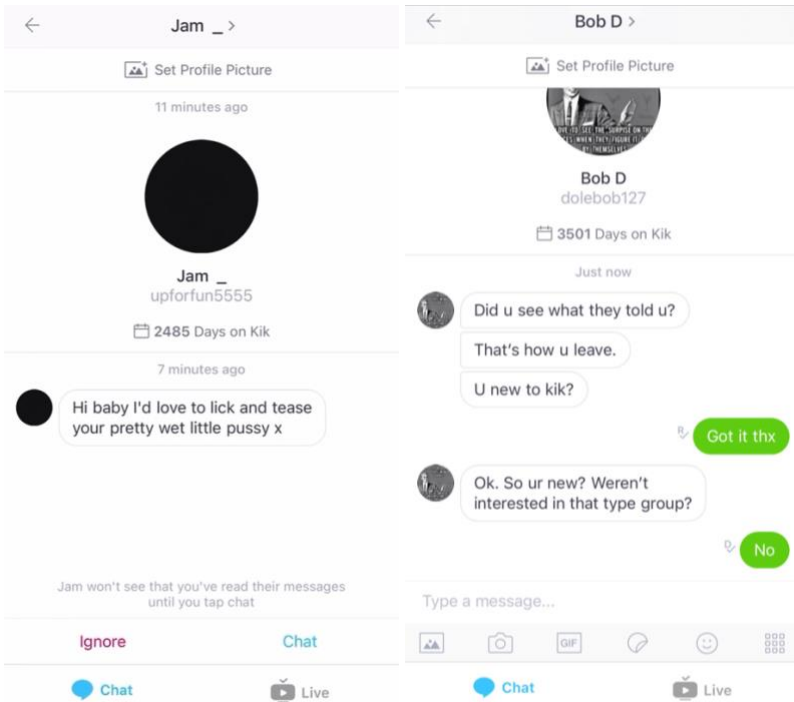 Jam _ >
Set Profile Picture
11 minutes ago
Jam _
upforfun5555
2485 Days on Kik
7 minutes ago
Hi baby I'd love to lick and tease
your pretty wet little pussy x
Jam won't see that you've read their messages
until you tap chat
Ignore
Chat
Chat
Live
Bob D >
Set Profile Picture
BY THEMSELVES
Bob D
dolebob127
3501 Days on Kik
Just now
Did u see what they told u?
That's how u leave.
U new to kik?
R
Got it thx
Ok. So ur new? Weren't
interested in that type group?
D
No
Type a message...
GIF
Chat
Live